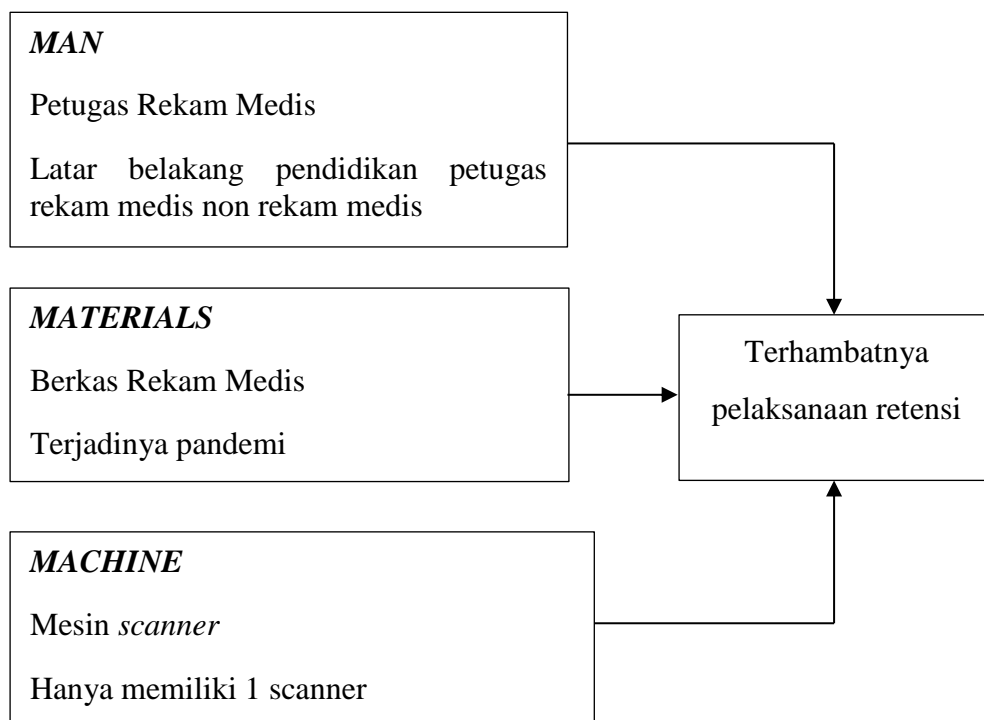 MAN
Petugas Rekam Medis
Latar belakang pendidikan petugas
rekam medis non rekam medis
MATERIALS
Berkas Rekam Medis
Terjadinya pandemi
MACHINE
Mesin scanner
Hanya memiliki 1 scanner
Terhambatnya
pelaksanaan retensi